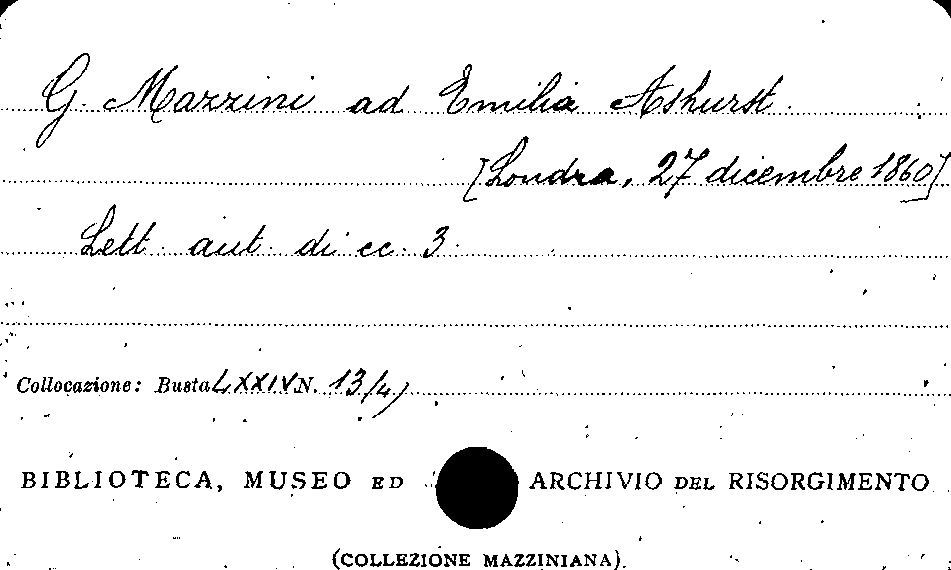 G. Mazzini ad Emilia Ashurst.
[Londra, 27 dicembre 1860]
Lett. aut. di cc. 3.
Collocazione: Busta LXXIV N. 13/4)
BIBLIOTECA, MUSEO ED ARCHIVIO DEL RISORGIMENTO
(COLLEZIONE MAZZINIANA)